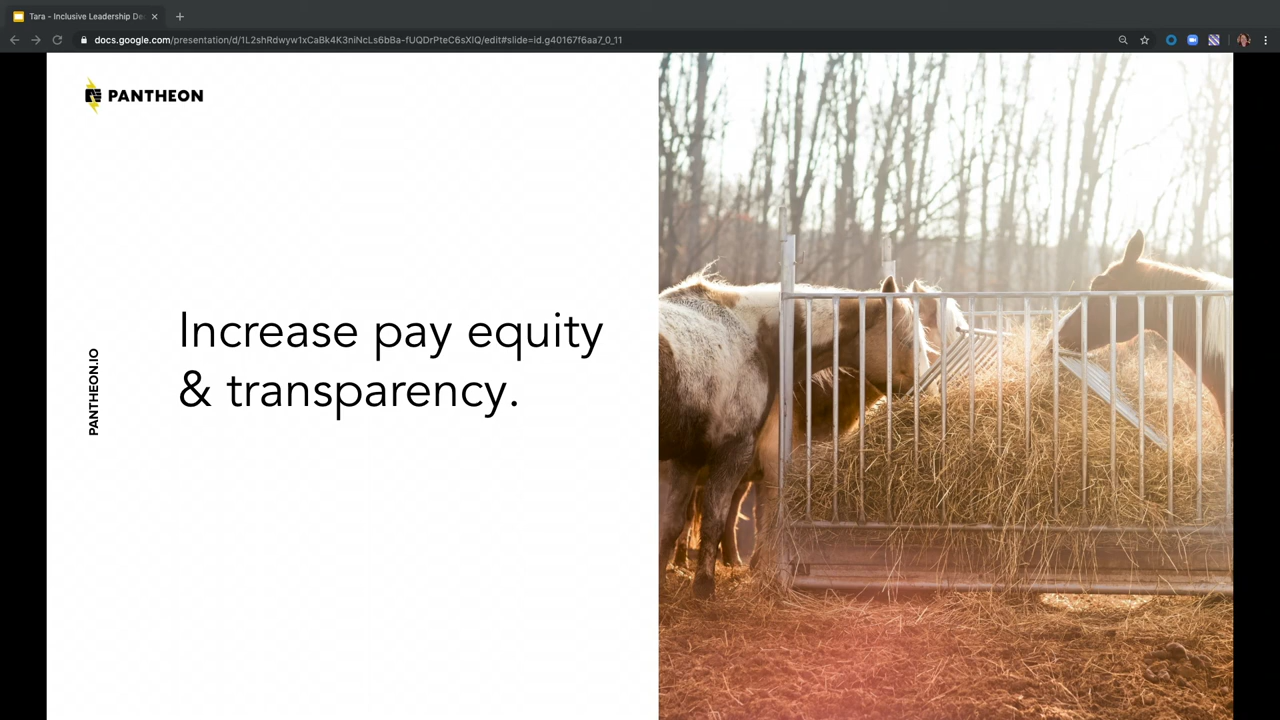 Tara - Inclusive Leadership De
docs.google.com/presentation/d/1L2shRdwyw1xCaBk4K3niNcLs6bBa-fUQDrPteC6sXlQ/edit#slide=id.g40167f6aa7_0_11
PANTHEON
Increase pay equity
& transparency.
PANTHEON.IO